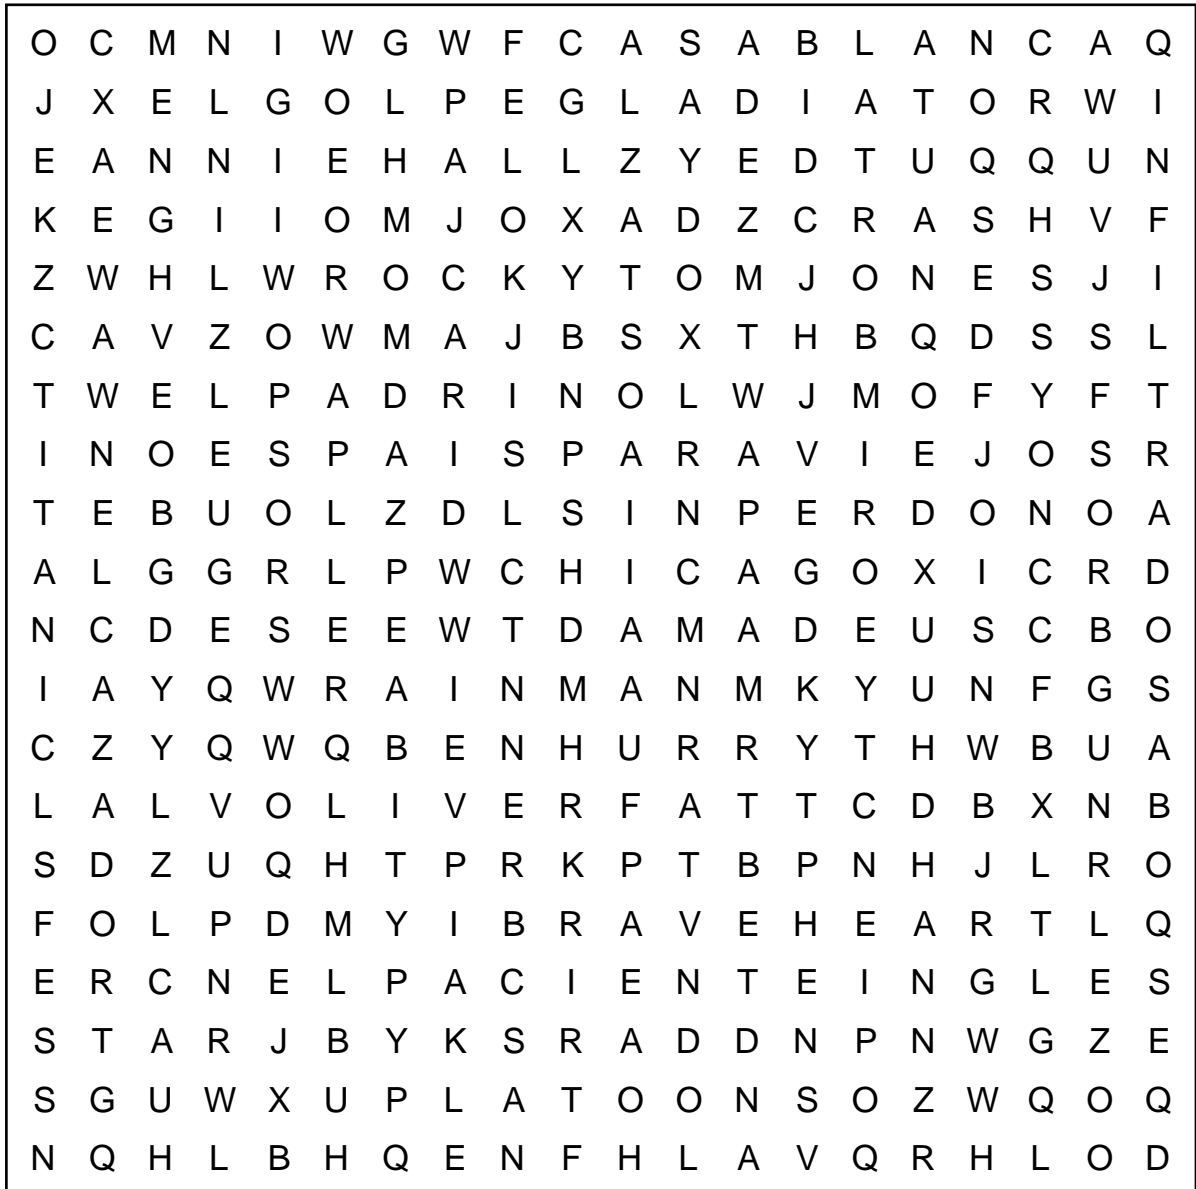 O C M N I W G W F C A S A B L A N C A Q
J X E L G O L P E G L A D I A T O R W I
E A N N I E H A L L Z Y E D T U Q Q U N
K E G I I O M J O X A D Z C R A S H V F
Z W H L W R O C K Y T O M J O N E S J I
C A V Z O W M A J B S X T H B Q D S S L
T W E L P A D R I N O L W J M O F Y F T
I N O E S P A I S P A R A V I E J O S R
T E B U O L Z D L S I N P E R D O N O A
A L G G R L P W C H I C A G O X I C R D
N C D E S E E W T D A M A D E U S C B O
I A Y Q W R A I N M A N M K Y U N F G S
C Z Y Q W Q B E N H U R R Y T H W B U A
L A L V O L I V E R F A T T C D B X N B
S D Z U Q H T P R K P T B P N H J L R O
F O L P D M Y I B R A V E H E A R T L Q
E R C N E L P A C I E N T E I N G L E S
S T A R J B Y K S R A D D N P N W G Z E
S G U W X U P L A T O O N S O Z W Q O Q
N Q H L B H Q E N F H L A V Q R H L O D